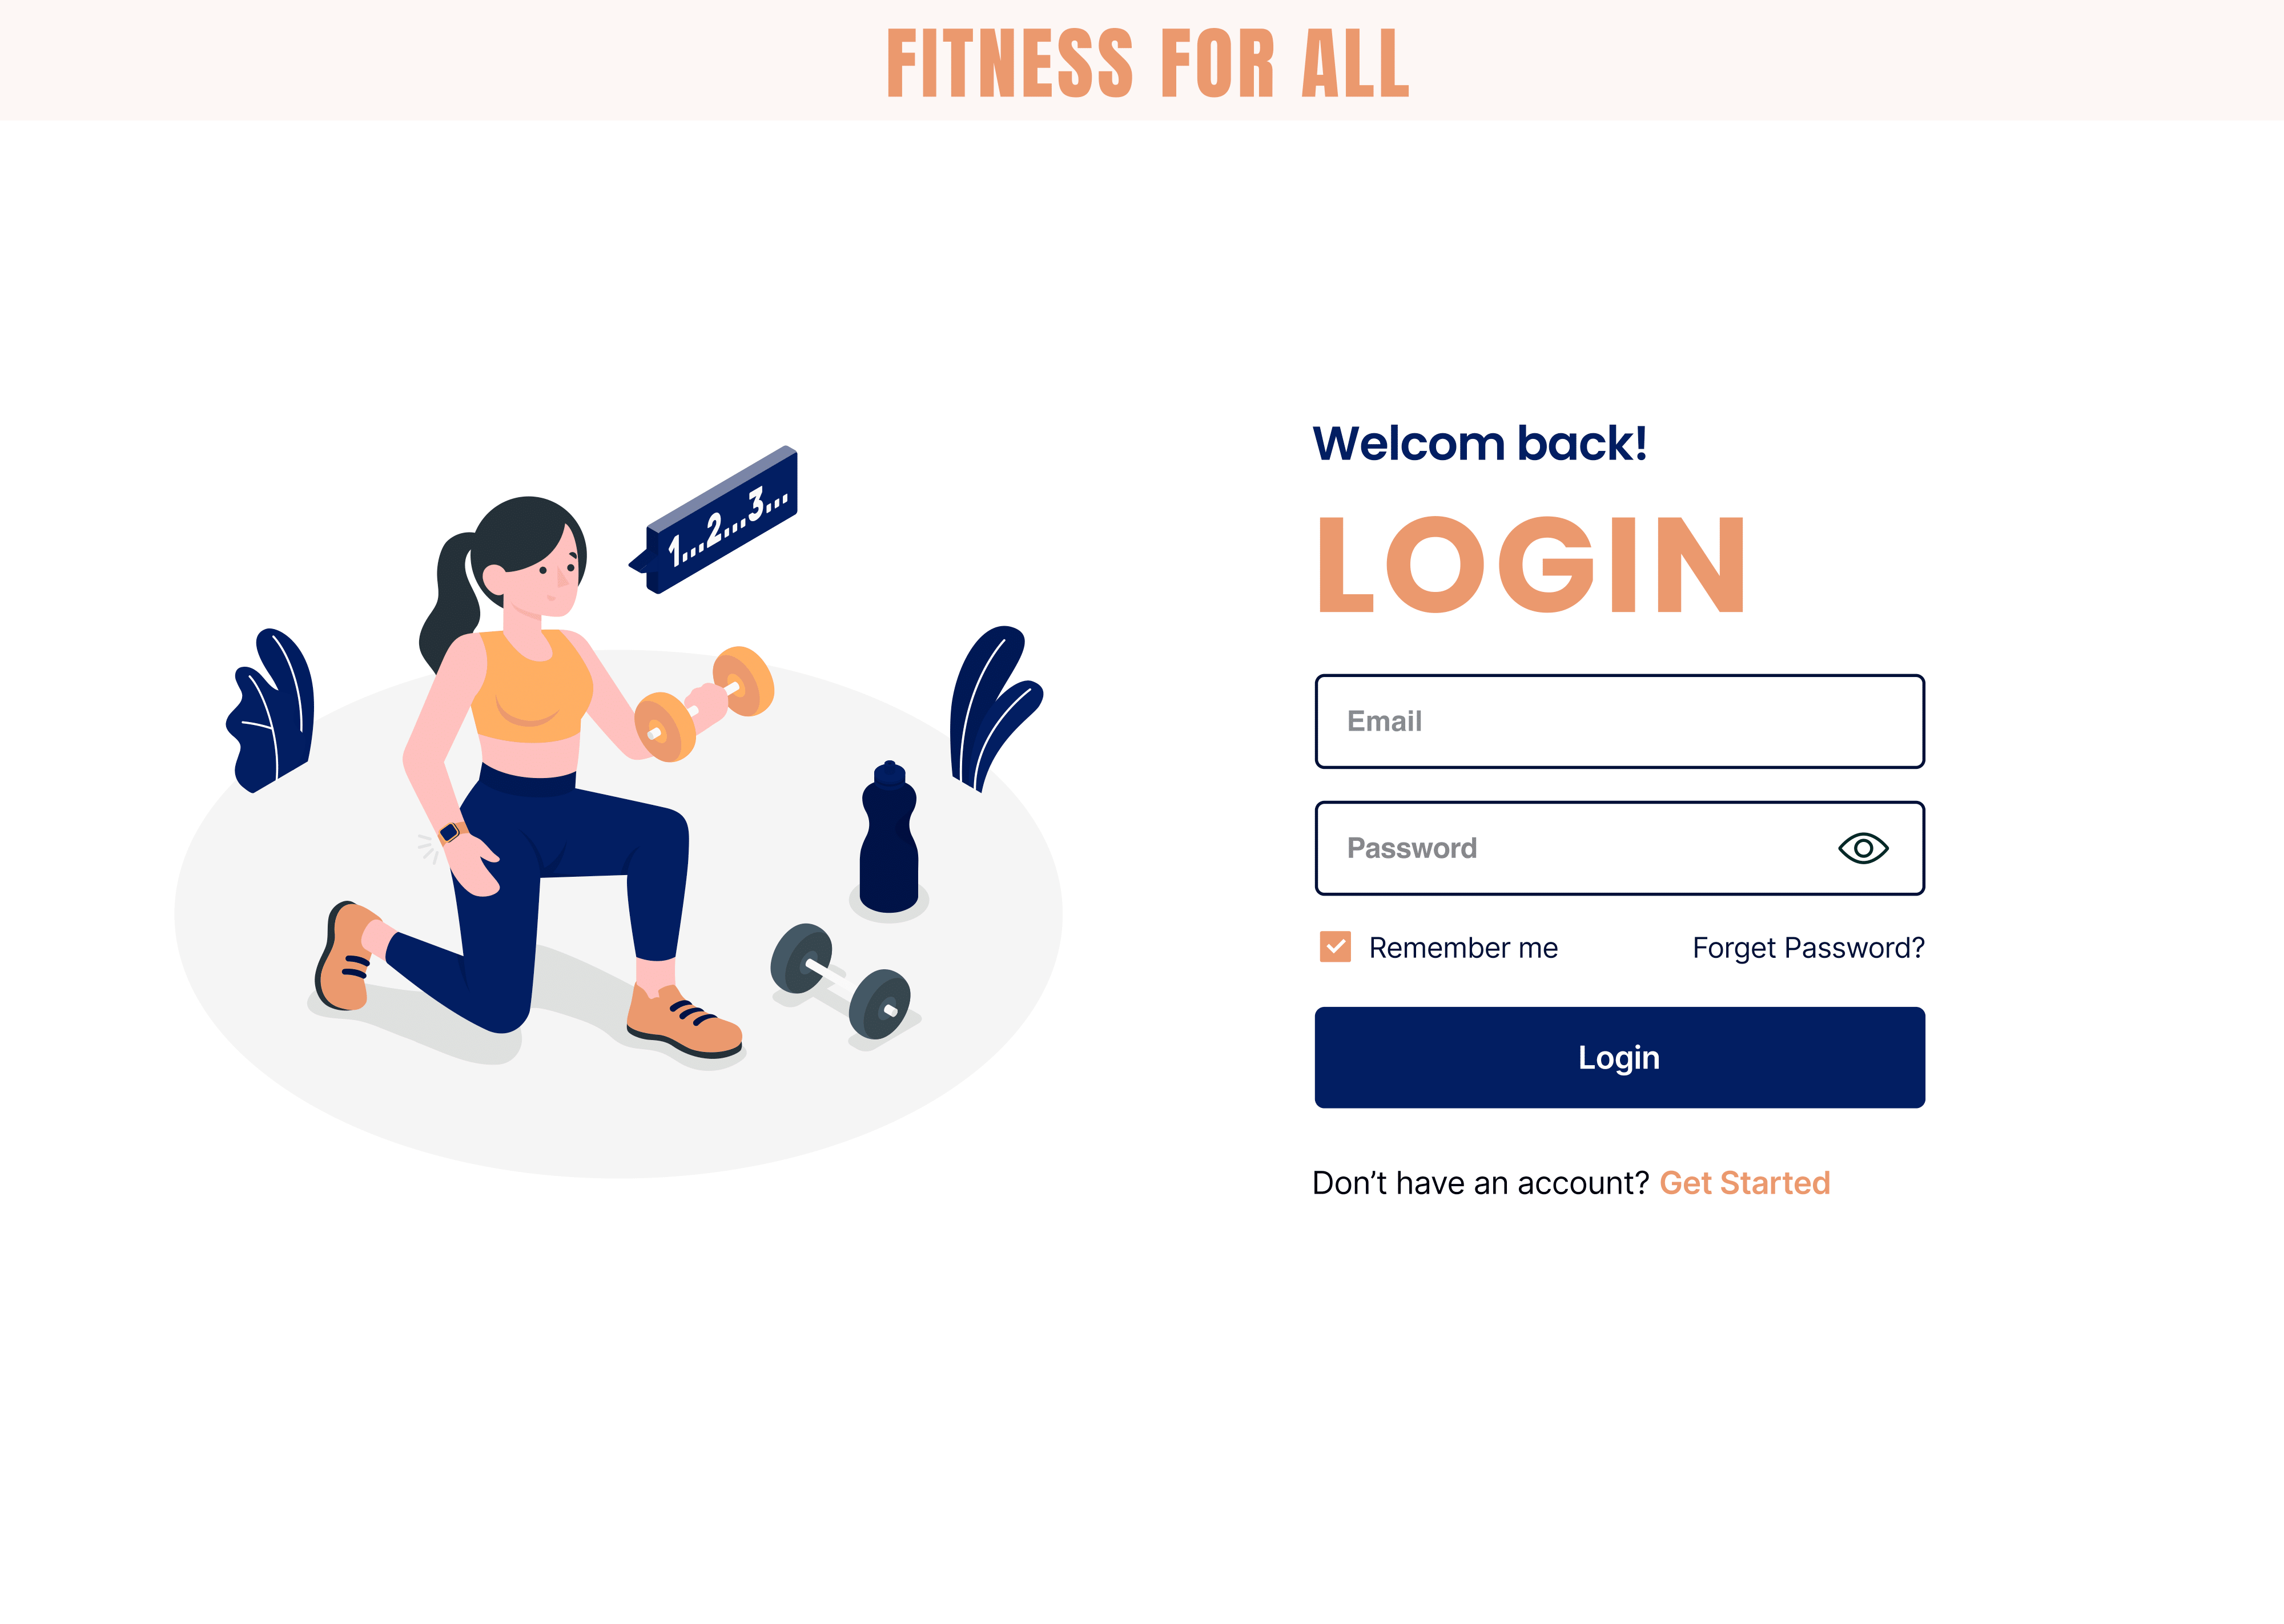 FITNESS FOR ALL
1...2...3...
Welcom back!
LOGIN
Email
Password
Remember me
Forget Password?
Login
Don’t have an account? Get Started